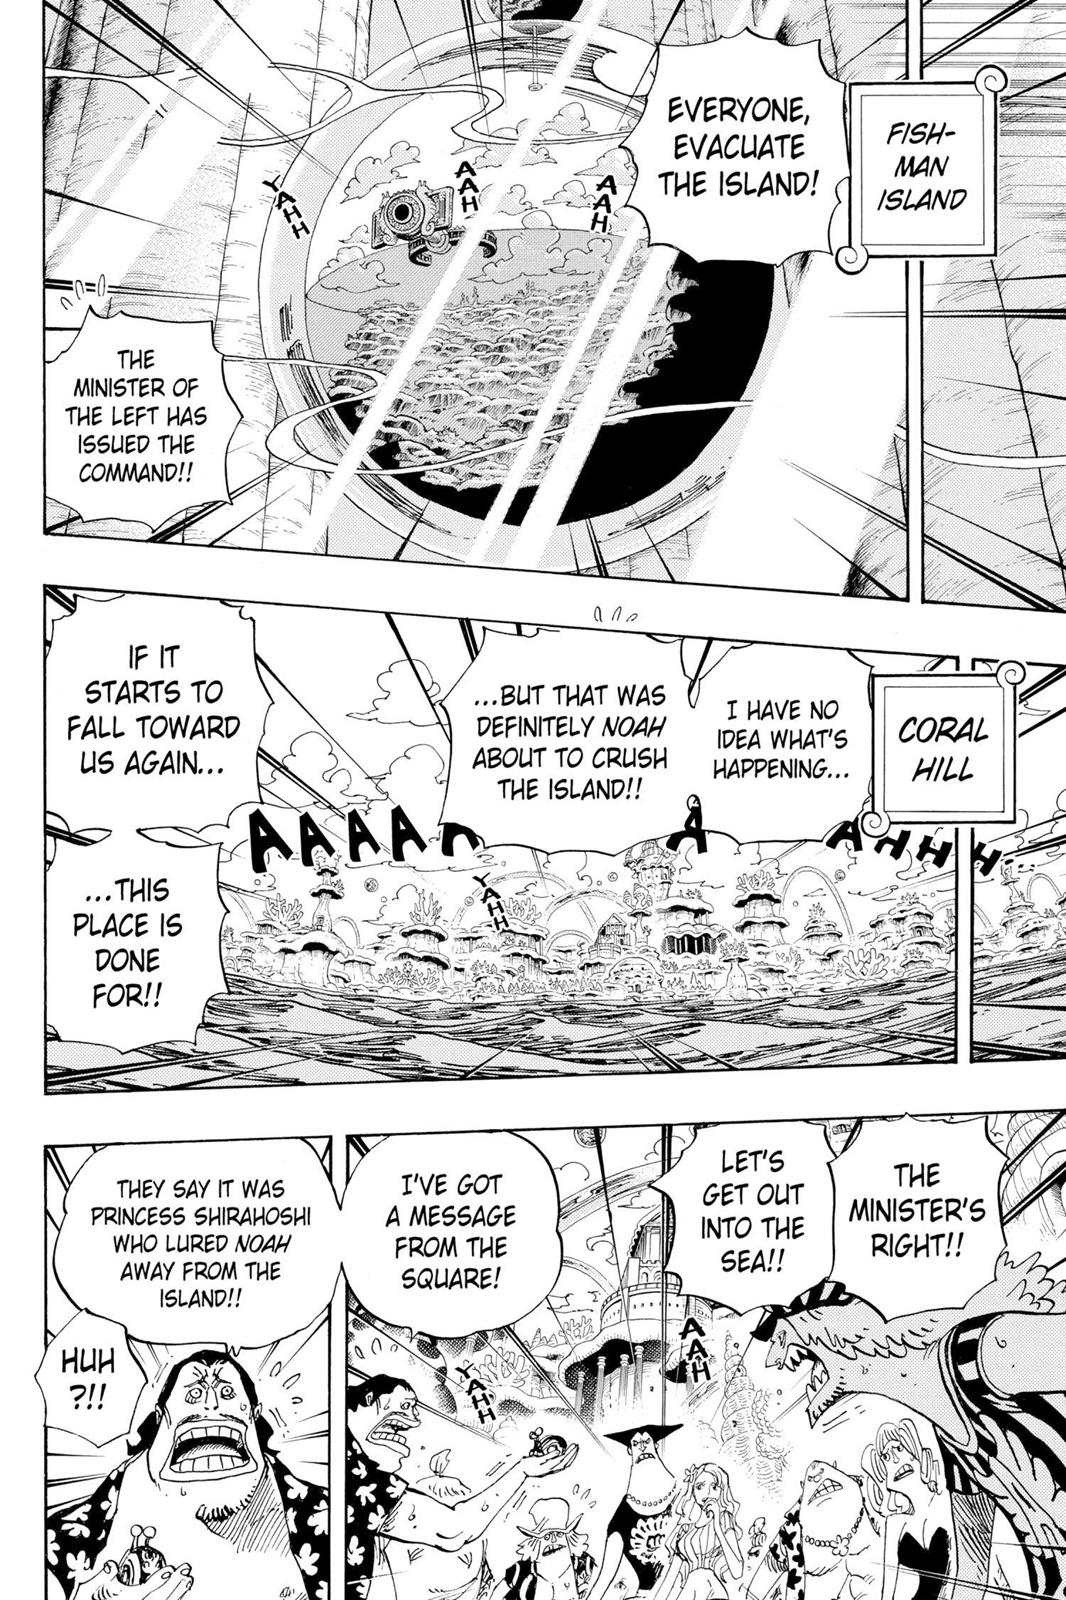 FISH-
MAN
ISLAND
EVERYONE,
EVACUATE
THE ISLAND!
AAH
AAH
YAHH
THE
MINISTER OF
THE LEFT HAS
ISSUED THE
COMMAND!!
CORAL
HILL
I HAVE NO
IDEA WHAT'S
HAPPENING...
...BUT THAT WAS
DEFINITELY NOAH
ABOUT TO CRUSH
THE ISLAND!!
IF IT
STARTS TO
FALL TOWARD
US AGAIN...
...THIS
PLACE IS
DONE
FOR!!
AAAAH
A AHHH...
YAHH
THE
MINISTER'S
RIGHT!!
LET'S
GET OUT
INTO THE
SEA!!
AAH
YAHH
I'VE GOT
A MESSAGE
FROM THE
SQUARE!
THEY SAY IT WAS
PRINCESS SHIRAHOSHI
WHO LURED NOAH
AWAY FROM THE
ISLAND!!
HUH
?!!